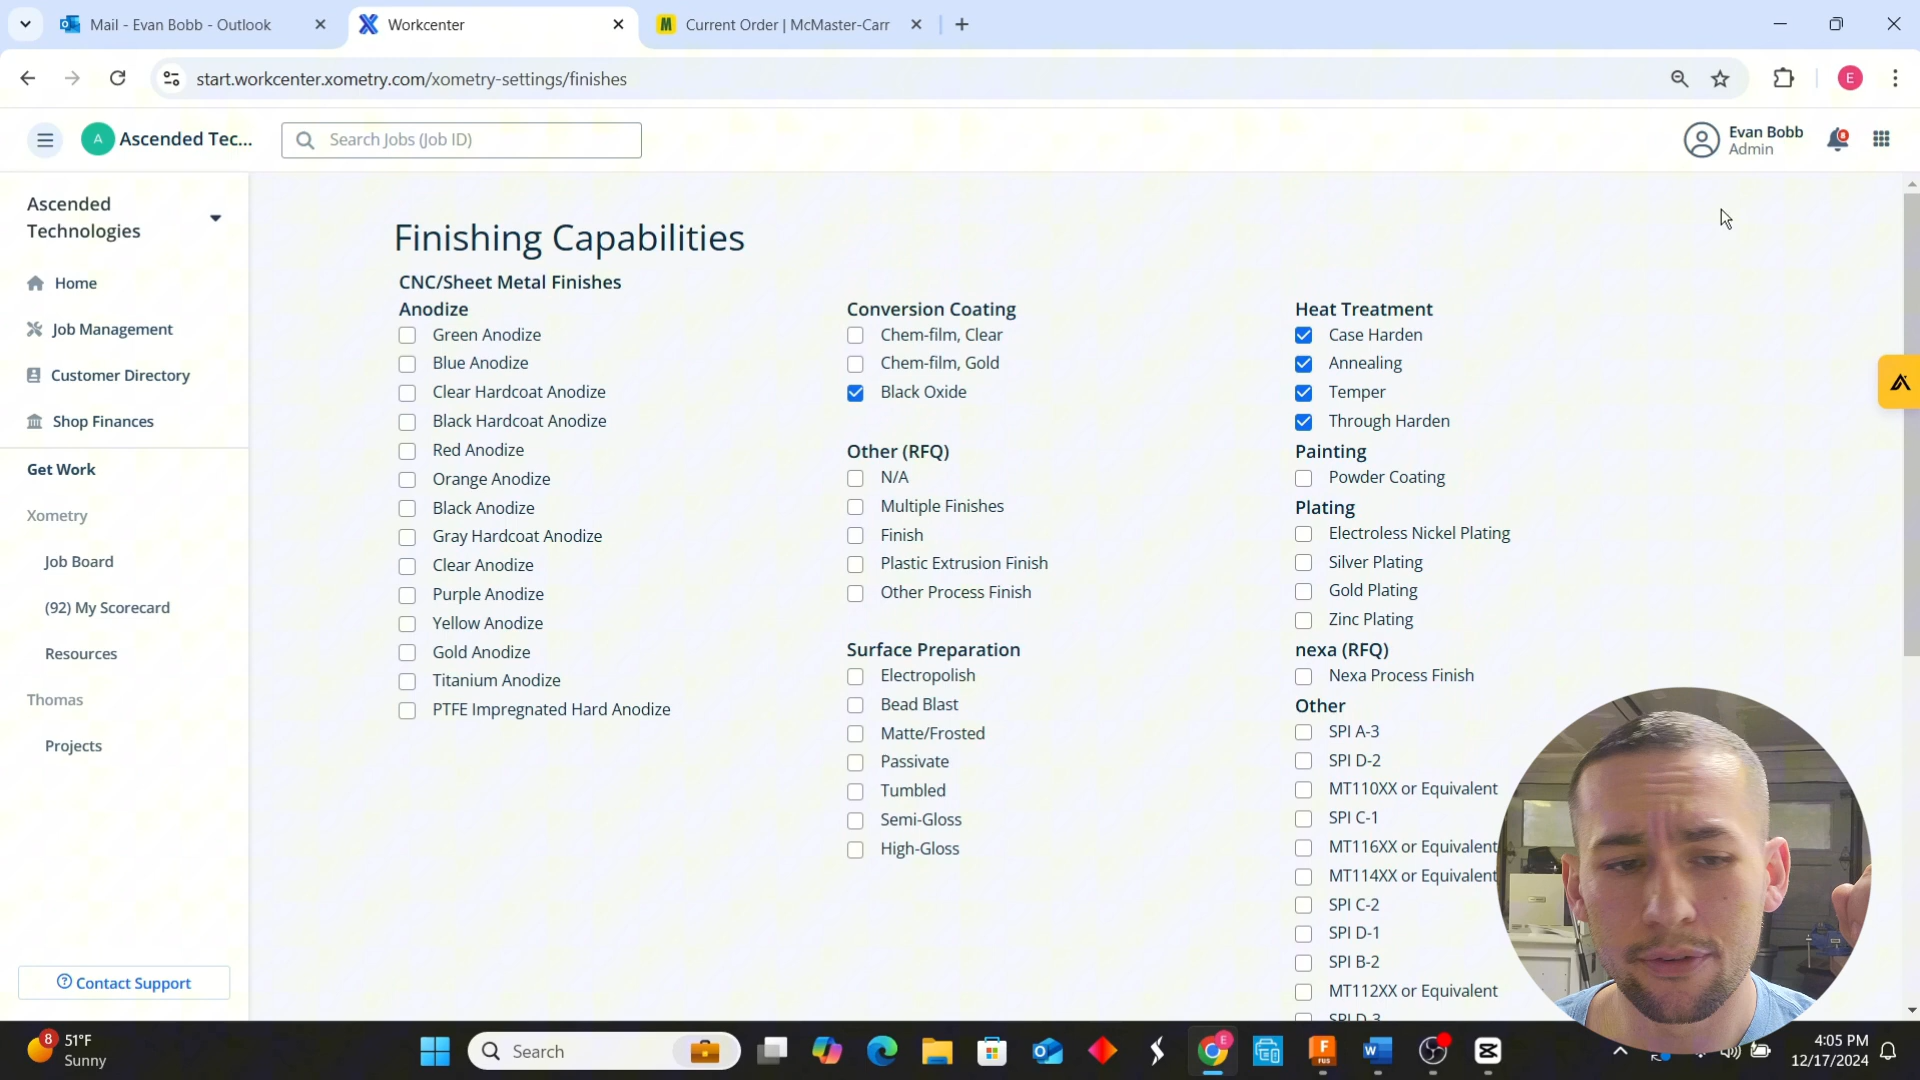 Mail - Evan Bobb - Outlook
Workcenter
Current Order | McMaster-Carr
start.workcenter.xometry.com/xometry-settings/finishes
E
A
Ascended Tec...
Search Jobs (Job ID)
Evan Bobb
Admin
8
Ascended
Technologies
Home
Job Management
Customer Directory
Shop Finances
Get Work
Xometry
Job Board
(92) My Scorecard
Resources
Thomas
Projects
Contact Support
Finishing Capabilities
CNC/Sheet Metal Finishes
Anodize
Green Anodize
Blue Anodize
Clear Hardcoat Anodize
Black Hardcoat Anodize
Red Anodize
Orange Anodize
Black Anodize
Gray Hardcoat Anodize
Clear Anodize
Purple Anodize
Yellow Anodize
Gold Anodize
Titanium Anodize
PTFE Impregnated Hard Anodize
Conversion Coating
Chem-film, Clear
Chem-film, Gold
Black Oxide
Other (RFQ)
N/A
Multiple Finishes
Finish
Plastic Extrusion Finish
Other Process Finish
Surface Preparation
Electropolish
Bead Blast
Matte/Frosted
Passivate
Tumbled
Semi-Gloss
High-Gloss
Heat Treatment
Case Harden
Annealing
Temper
Through Harden
Painting
Powder Coating
Plating
Electroless Nickel Plating
Silver Plating
Gold Plating
Zinc Plating
nexa (RFQ)
Nexa Process Finish
Other
SPI A-3
SPI D-2
MT110XX or Equivalent
SPI C-1
MT116XX or Equivalent
MT114XX or Equivalent
SPI C-2
SPI D-1
SPI B-2
MT112XX or Equivalent
SPI D-3
8
51°F
Sunny
Search
E
F
FUS
W
4:05 PM
12/17/2024